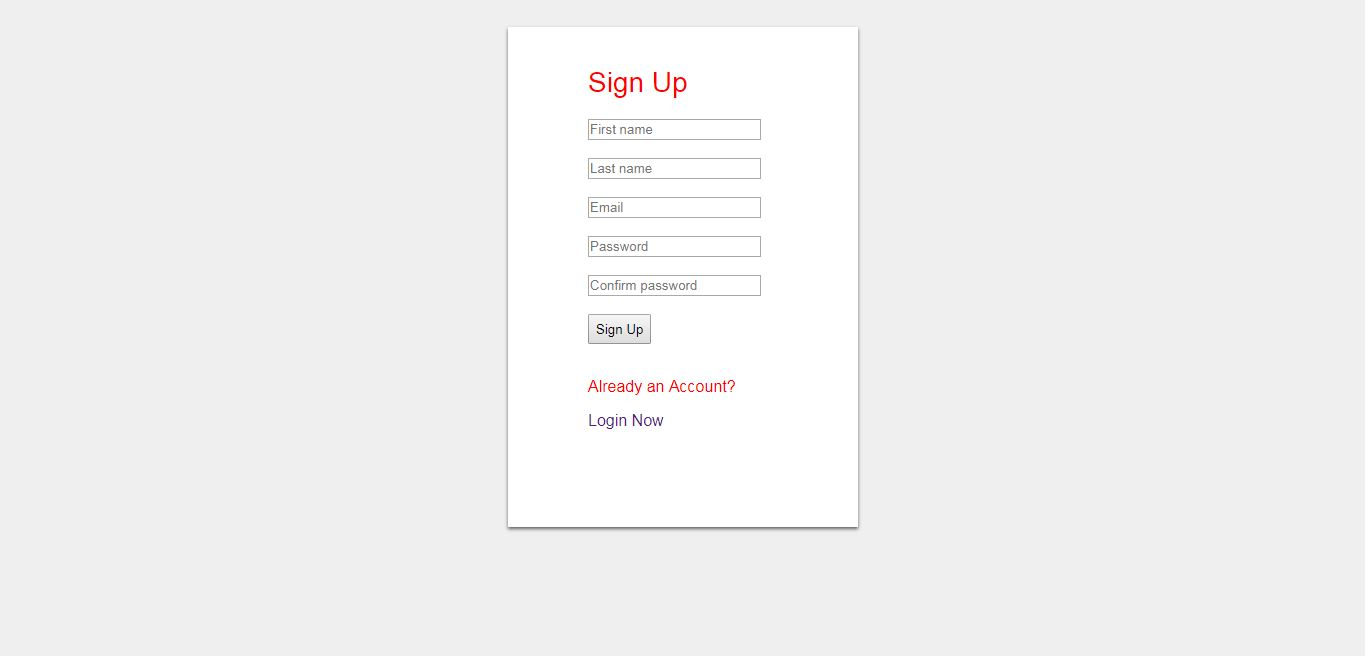 Sign Up
First name
Last name
Email
Password
Confirm password
Sign Up
Already an Account?
Login Now